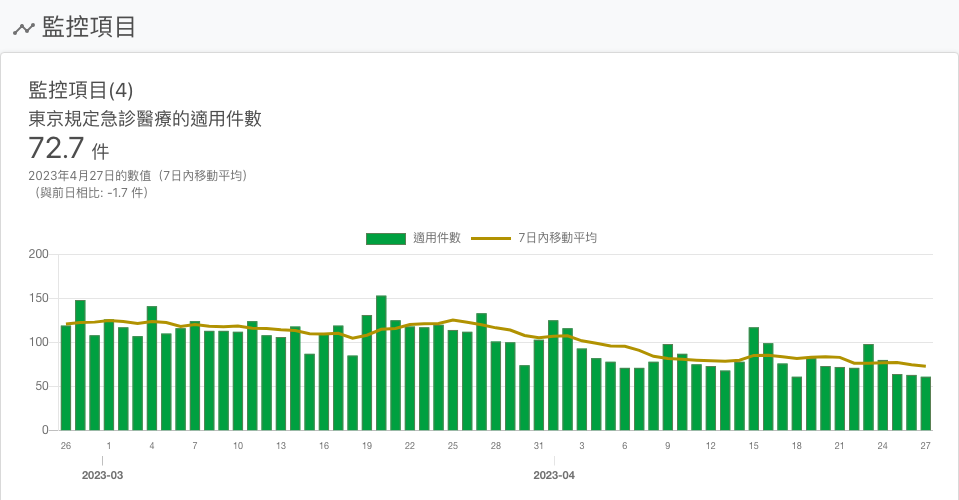 監控項目
監控項目(4)
東京規定急診醫療的適用件數
72.7 件
2023年4月27日的數值（7日內移動平均）
（與前日相比: -1.7 件）
適用件數 7日內移動平均
200
150
100
50
0
26 1 4 7 10 13 16 19 22 25 28 31 3 6 9 12 15 18 21 24 27
2023-03 2023-04